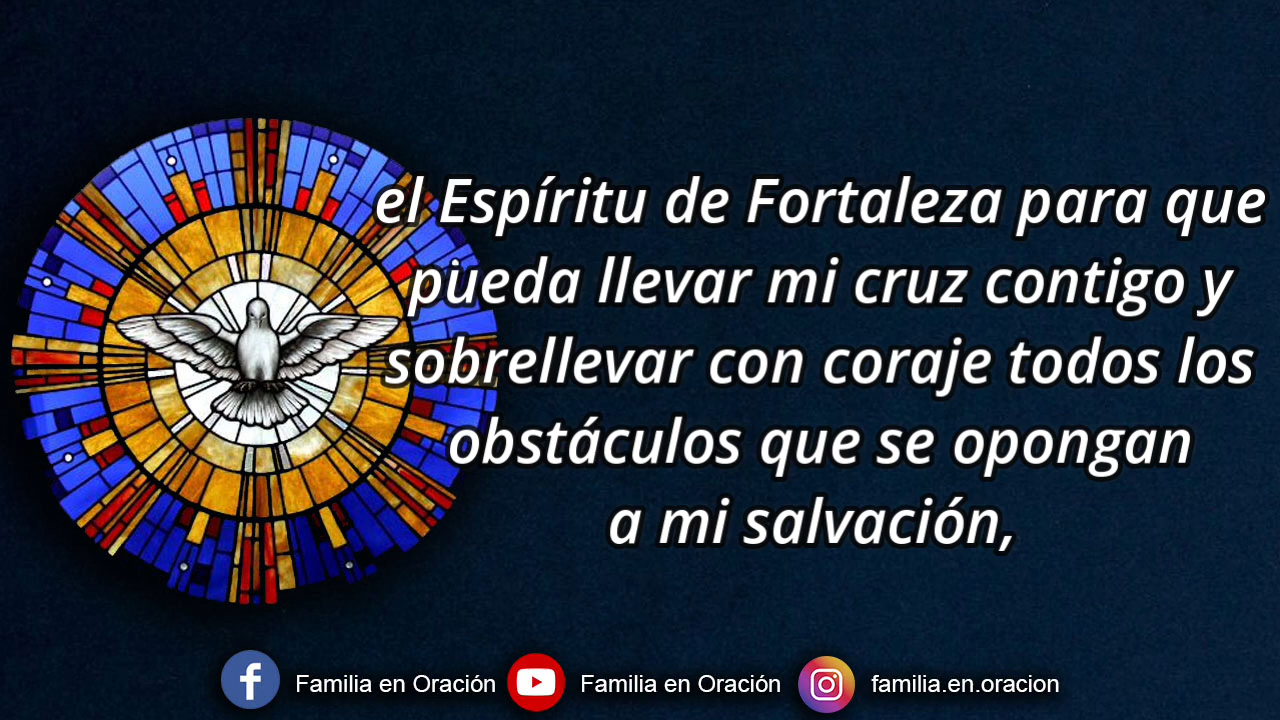 el Espíritu de Fortaleza para que
pueda llevar mi cruz contigo y
sobrellevar con coraje todos los
obstáculos que se opongan
a mi salvación,
Familia en Oración Familia en Oración familia.en.oracion